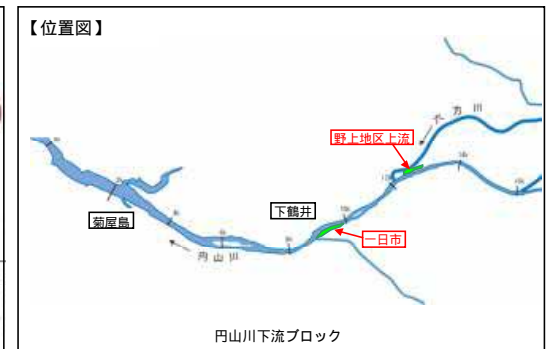 【位置図】
六方川
野上地区上流
下鶴井
菊屋島
一日市
円山川
円山川下流ブロック